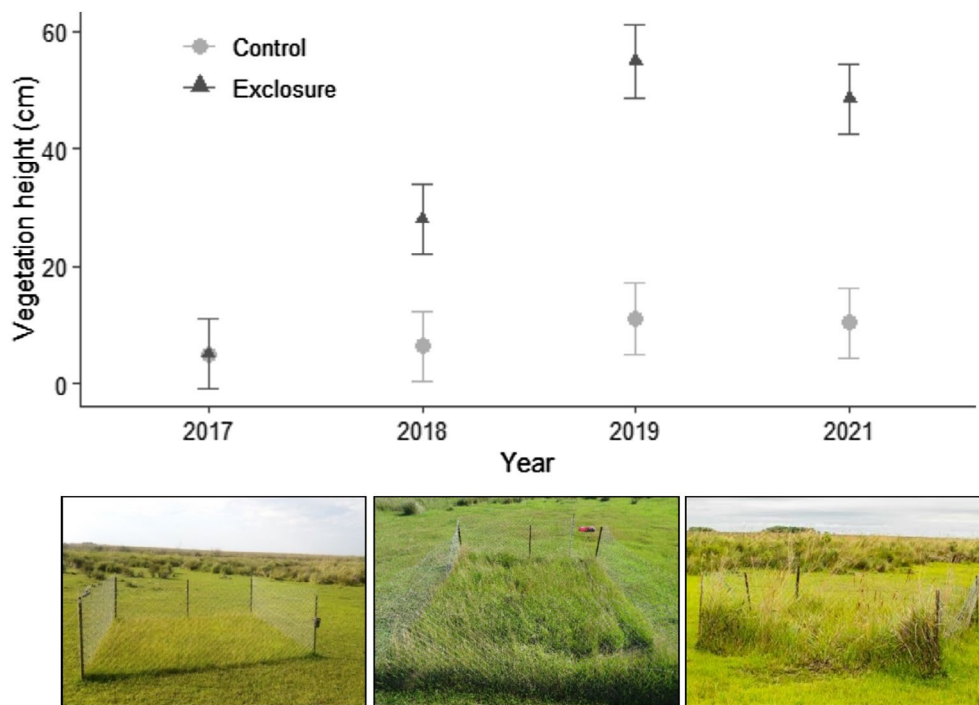 60
Control
Exclosure
40
20
0
Vegetation height (cm)
2017 2018 2019 2021
Year